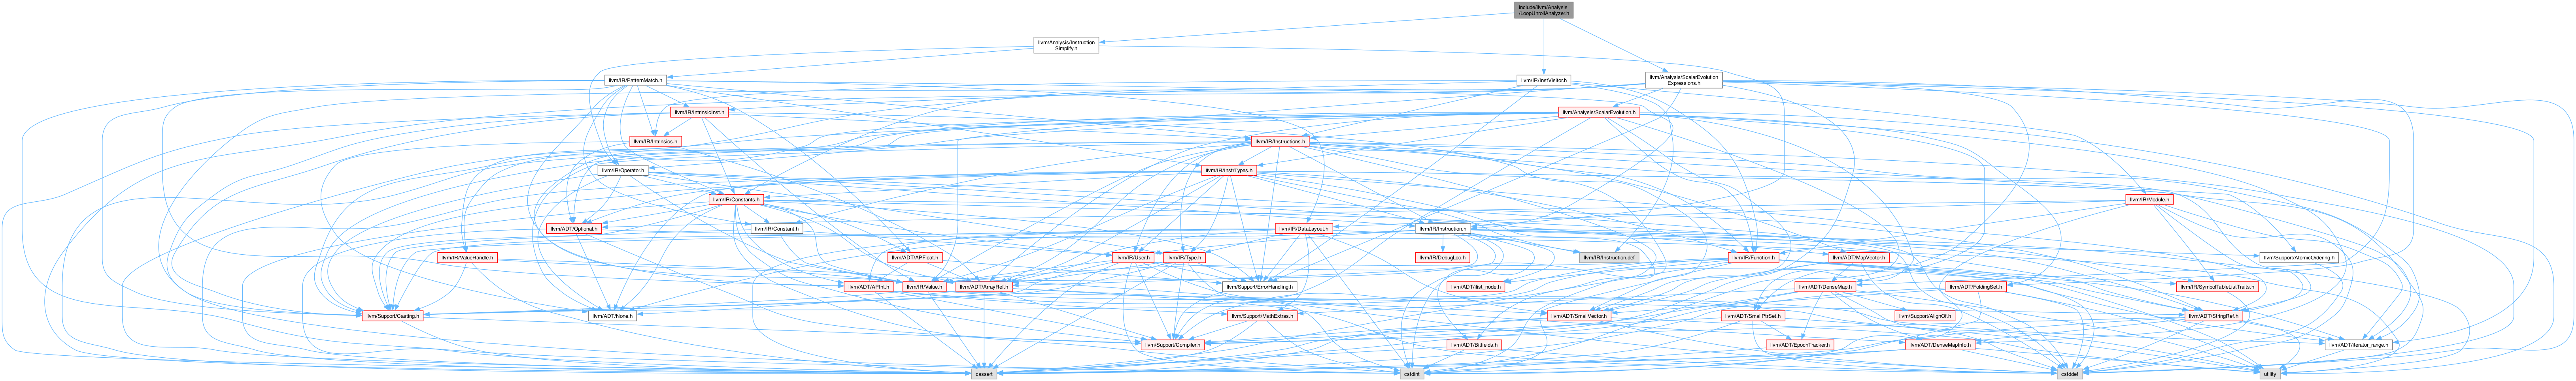 include/llvm/Analysis
/LoopUnrollAnalyzer.h
llvm/Analysis/Instruction
Simplify.h
llvm/IR/PatternMatch.h
llvm/IR/InstVisitor.h
llvm/Analysis/ScalarEvolution
Expressions.h
llvm/IR/IntrinsicInst.h
llvm/Analysis/ScalarEvolution.h
llvm/IR/Intrinsics.h
llvm/IR/Instructions.h
llvm/IR/Operator.h
llvm/IR/InstrTypes.h
llvm/IR/Constants.h
llvm/IR/Module.h
llvm/ADT/Optional.h
llvm/IR/Constant.h
llvm/IR/DataLayout.h
llvm/IR/Instruction.h
llvm/IR/ValueHandle.h
llvm/ADT/APFloat.h
llvm/IR/User.h
llvm/IR/Type.h
llvm/IR/DebugLoc.h
llvm/IR/Instruction.def
llvm/IR/Function.h
llvm/ADT/MapVector.h
llvm/Support/AtomicOrdering.h
llvm/ADT/APInt.h
llvm/IR/Value.h
llvm/ADT/ArrayRef.h
llvm/Support/ErrorHandling.h
llvm/ADT/ilist_node.h
llvm/ADT/DenseMap.h
llvm/ADT/FoldingSet.h
llvm/IR/SymbolTableListTraits.h
llvm/Support/Casting.h
llvm/ADT/None.h
llvm/Support/MathExtras.h
llvm/ADT/SmallVector.h
llvm/ADT/SmallPtrSet.h
llvm/Support/AlignOf.h
llvm/ADT/StringRef.h
llvm/Support/Compiler.h
llvm/ADT/Bitfields.h
llvm/ADT/EpochTracker.h
llvm/ADT/DenseMapInfo.h
llvm/ADT/iterator_range.h
cassert
cstdint
cstddef
utility